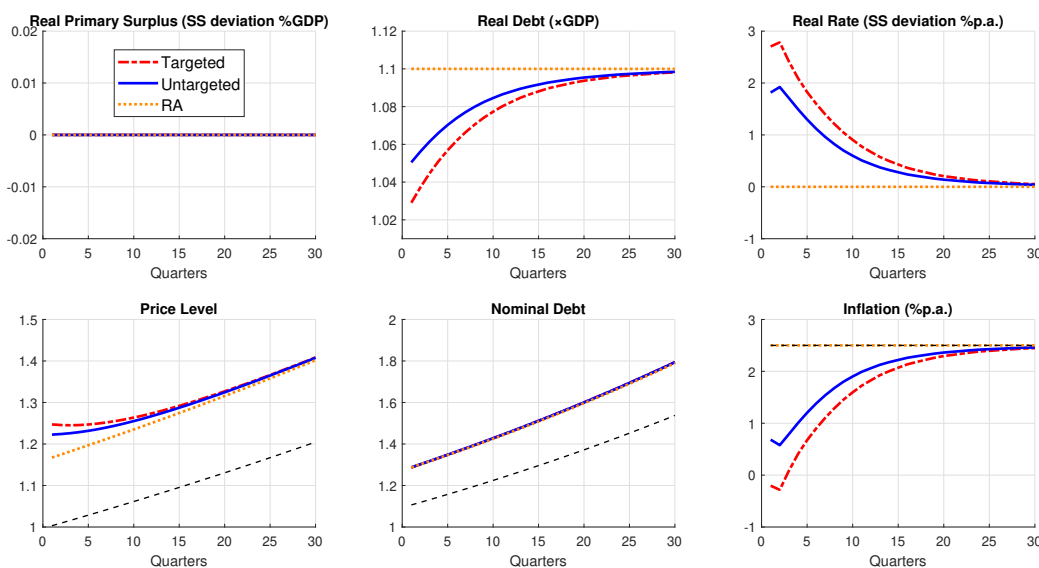 Real Primary Surplus (SS deviation %GDP)
0.02
0.01
0
-0.01
-0.02
0 5 10 15 20 25 30
Quarters
Targeted
Untargeted
RA
Real Debt (×GDP)
1.12
1.1
1.08
1.06
1.04
1.02
0 5 10 15 20 25 30
Quarters
Real Rate (SS deviation %p.a.)
3
2
1
0
-1
0 5 10 15 20 25 30
Quarters
Price Level
1.5
1.4
1.3
1.2
1.1
1
0 5 10 15 20 25 30
Quarters
Nominal Debt
2
1.8
1.6
1.4
1.2
1
0 5 10 15 20 25 30
Quarters
Inflation (%p.a.)
3
2
1
0
-1
0 5 10 15 20 25 30
Quarters